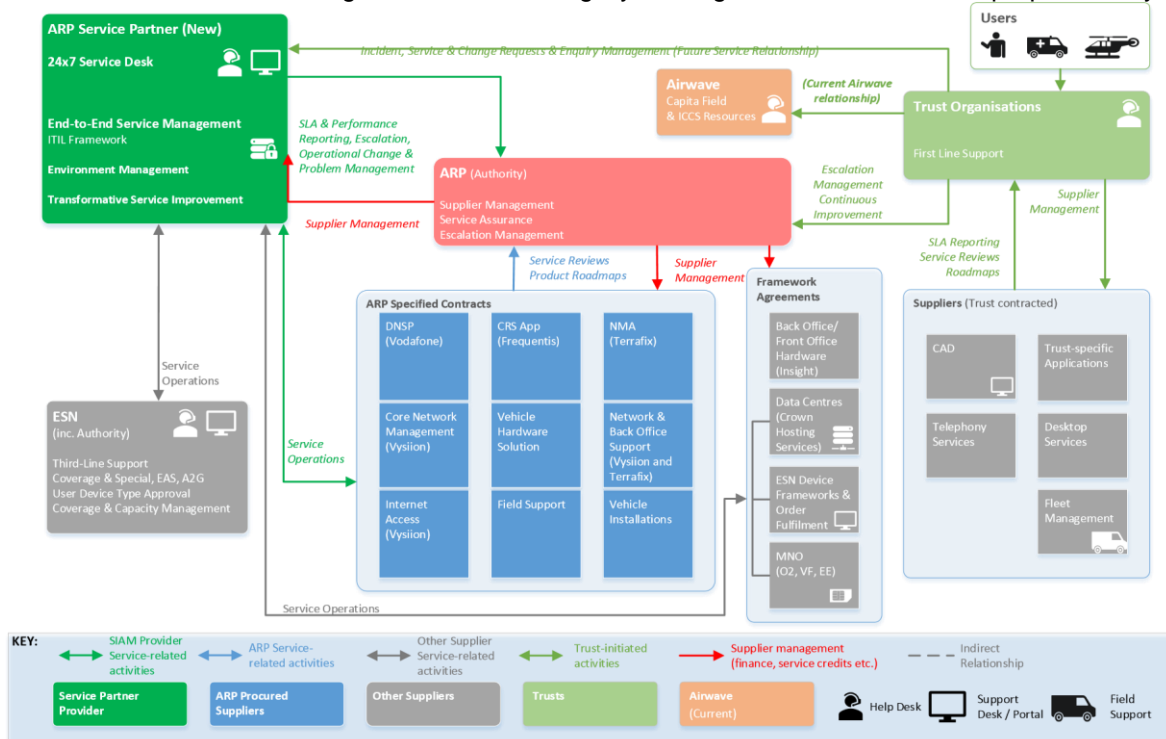 ARP Service Partner (New)
24x7 Service Desk
End-to-End Service Management
ITIL Framework
Environment Management
Transformative Service Improvement
Incident, Service & Change Requests & Enquiry Management (Future Service Relationship)
Users
Airwave
Capita Field
& ICCS Resources
(Current Airwave
relationship)
Trust Organisations
First Line Support
SLA & Performance
Reporting, Escalation,
Operational Change &
Problem Management
Supplier Management
ARP (Authority)
Supplier Management
Service Assurance
Escalation Management
Escalation
Management
Continuous
Improvement
Supplier
Management
SLA Reporting
Service Reviews
Roadmaps
Service Reviews
Product Roadmaps
Supplier
Management
Service
Operations
ESN
(inc. Authority)
Third-Line Support
Coverage & Special, EAS, A2G
User Device Type Approval
Coverage & Capacity Management
Service
Operations
Service Operations
ARP Specified Contracts
DNSP
(Vodafone)
CRS App
(Frequentis)
NMA
(Terrafix)
Core Network
Management
(Vysiion)
Vehicle
Hardware
Solution
Network &
Back Office
Support
(Vysiion and
Terrafix)
Internet
Access
(Vysiion)
Field Support
Vehicle
Installations
Framework
Agreements
Back Office/
Front Office
Hardware
(Insight)
Data Centres
(Crown
Hosting
Services)
ESN Device
Frameworks &
Order
Fulfilment
MNO
(O2, VF, EE)
Suppliers (Trust contracted)
CAD
Trust-specific
Applications
Telephony
Services
Desktop
Services
Fleet
Management
KEY:
SIAM Provider
Service-related
activities
ARP Service-
related activities
Other Supplier
Service-related
activities
Trust-initiated
activities
Supplier management
(finance, service credits etc.)
Indirect
Relationship
Service Partner
Provider
ARP Procured
Suppliers
Other Suppliers
Trusts
Airwave
(Current)
Help Desk
Support
Desk / Portal
Field
Support